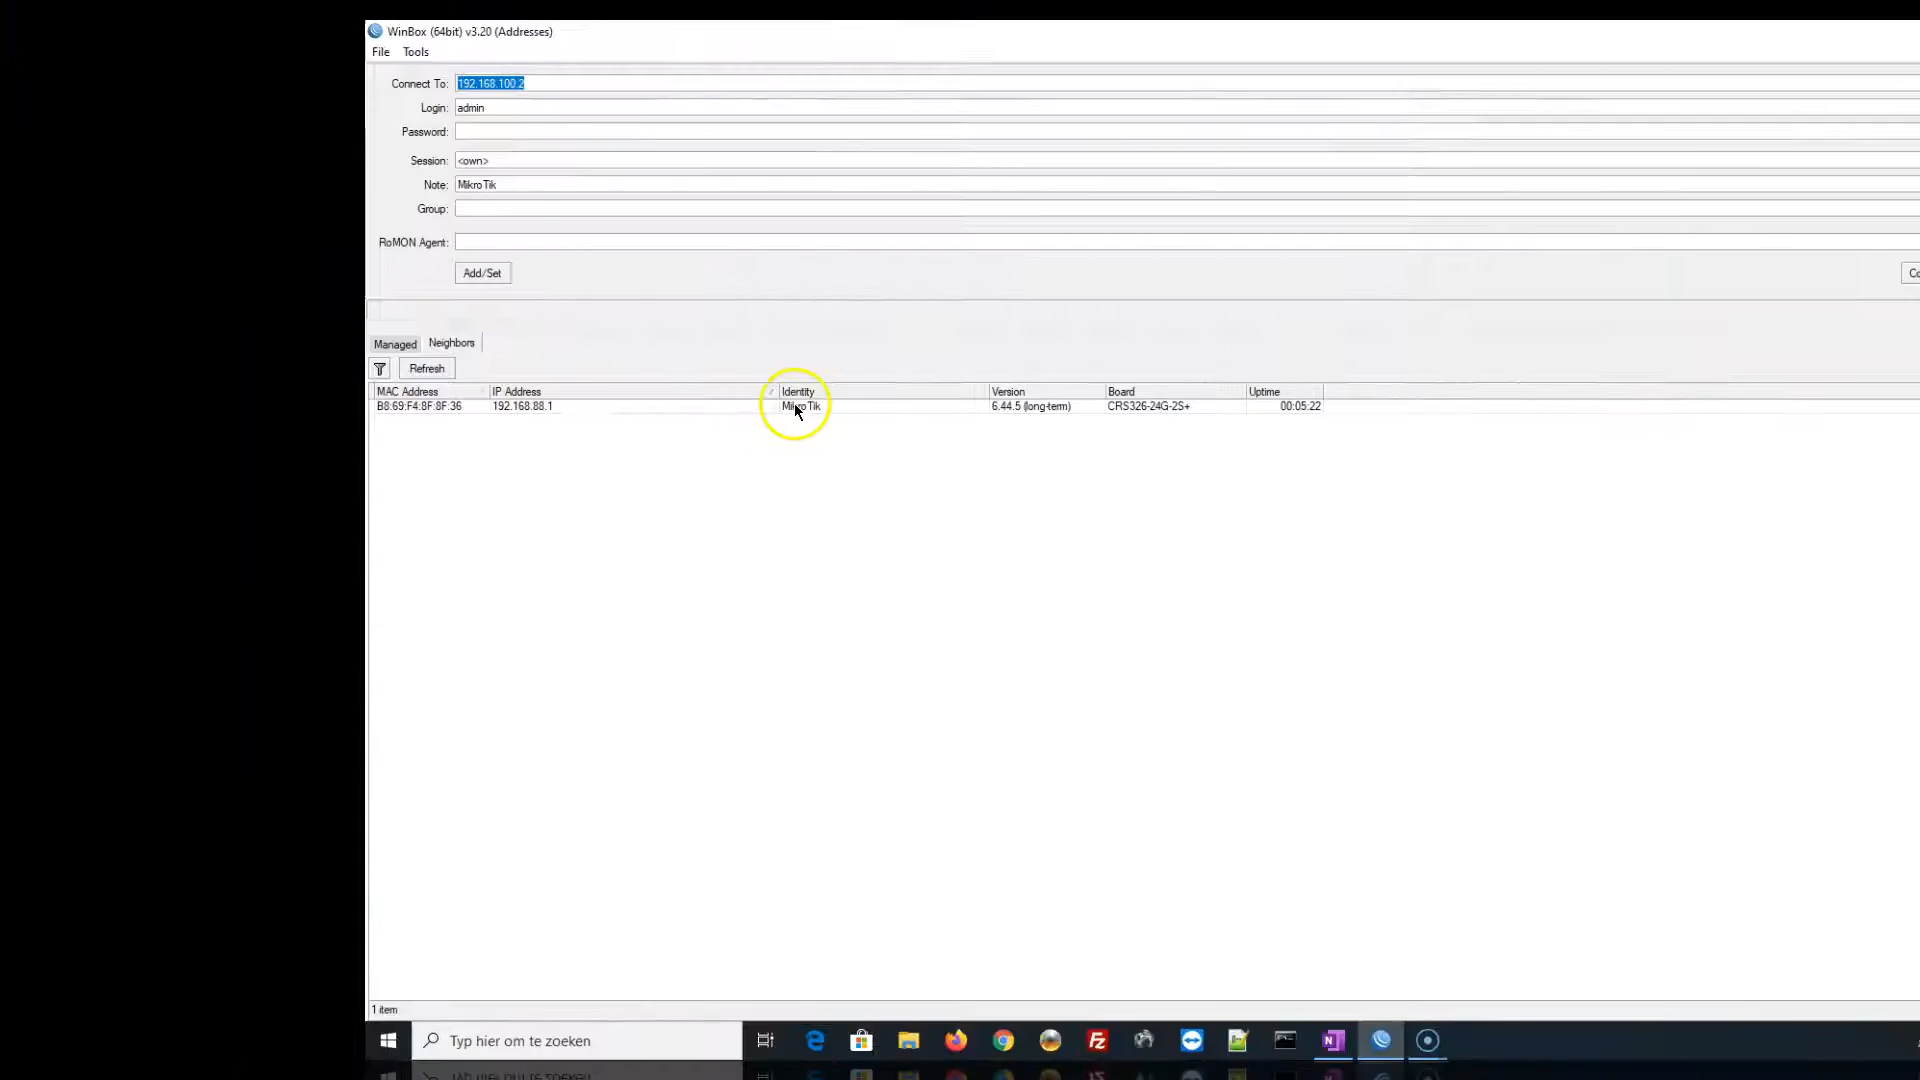 WinBox (64bit) v3.20 (Addresses)
File Tools
Connect To: 192.168.100.2
Login: admin
Password:
Session: <own>
Note: MikroTik
Group:
RoMON Agent:
Add/Set Co
Managed Neighbors
Refresh
MAC Address IP Address Identity Version Board Uptime
B8:69:F4:8F:8F:36 192.168.88.1 MikroTik 6.44.5 (long-term) CRS326-24G-2S+ 00:05:22
1 item
Typ hier om te zoeken